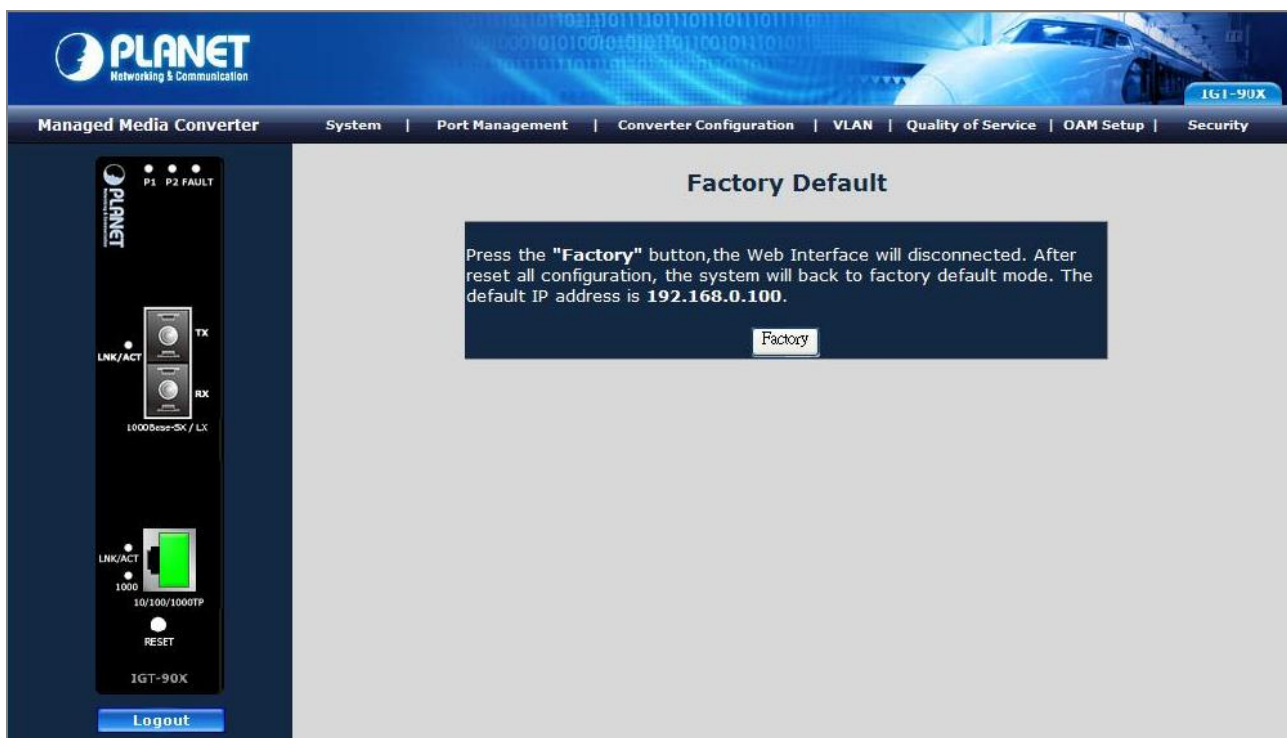 PLANET
Networking & Communication
IGT-90X
Managed Media Converter
System | Port Management | Converter Configuration | VLAN | Quality of Service | OAM Setup | Security
P1 P2 FAULT
PLANET
TX
LNK/ACT
RX
1000Base-SX / LX
LNK/ACT
1000
10/100/1000TP
RESET
IGT-90X
Logout
Factory Default
Press the "Factory" button,the Web Interface will disconnected. After
reset all configuration, the system will back to factory default mode. The
default IP address is 192.168.0.100.
Factory